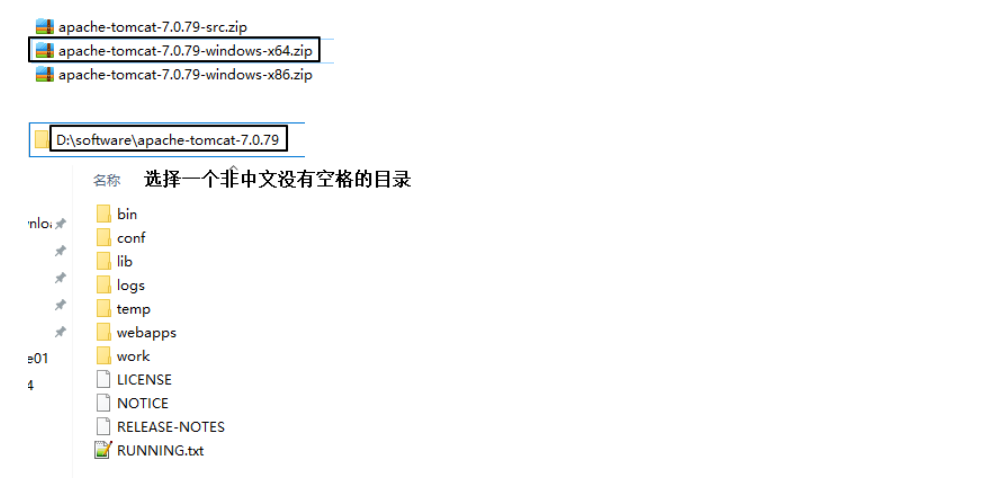 apache-tomcat-7.0.79-src.zip
apache-tomcat-7.0.79-windows-x64.zip
apache-tomcat-7.0.79-windows-x86.zip
D:\software\apache-tomcat-7.0.79
名称 选择一个非中文没有空格的目录
bin
conf
lib
logs
temp
webapps
work
e01
LICENSE
4
NOTICE
RELEASE-NOTES
RUNNING.txt